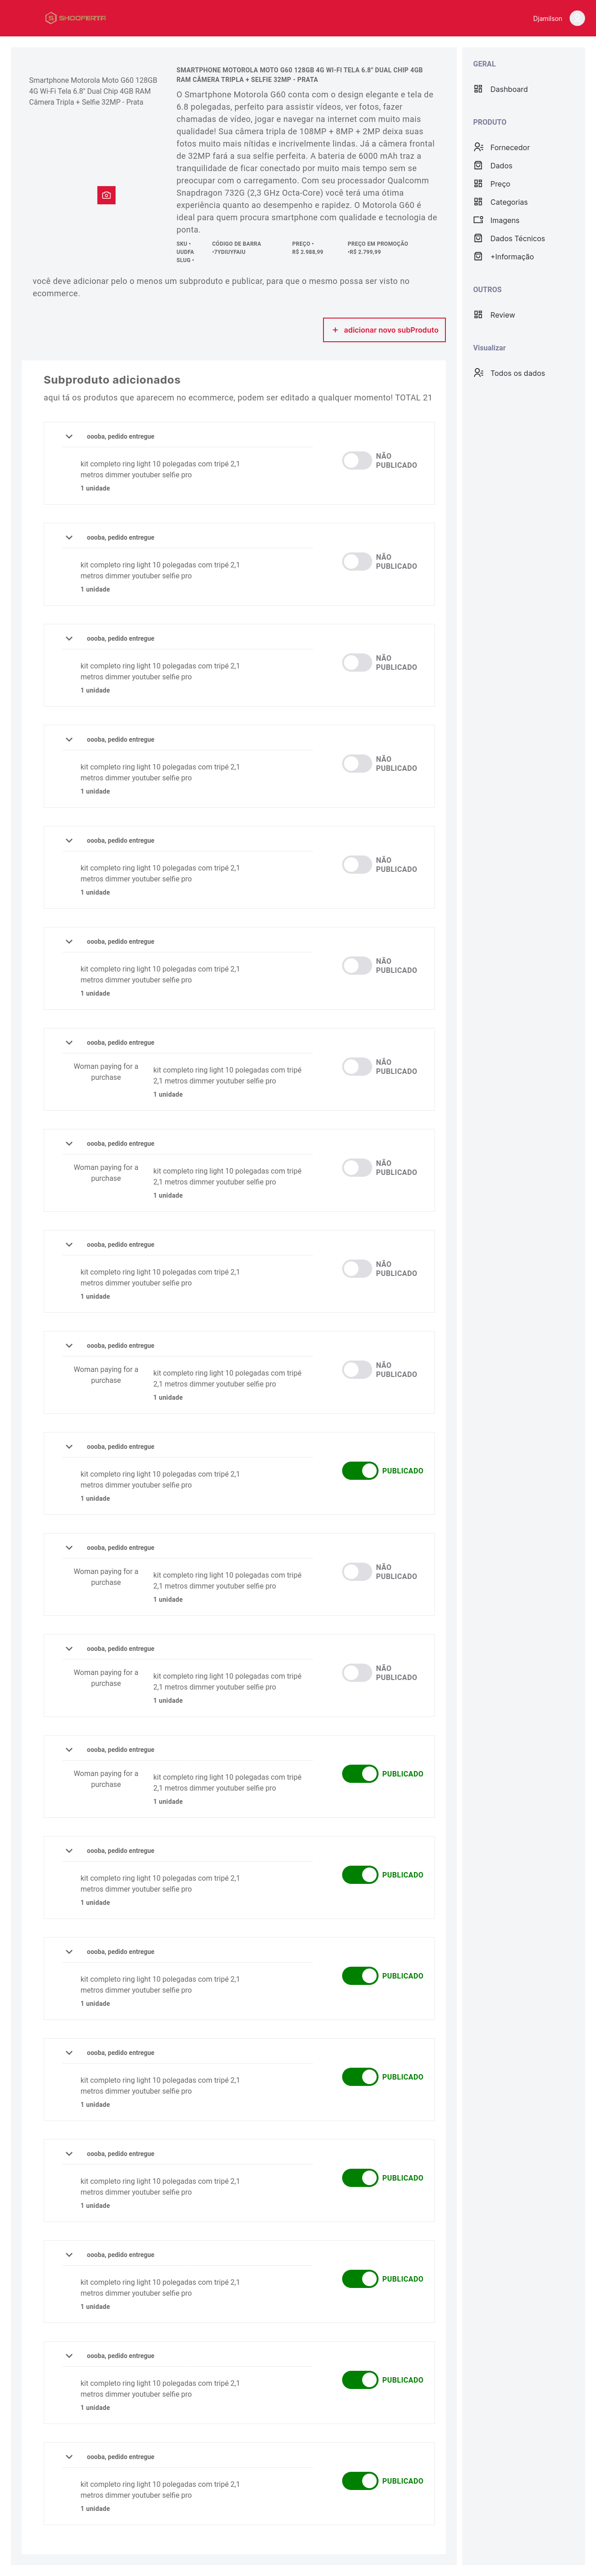 SHOOFERTA
Djamilson
Smartphone Motorola Moto G60 128GB
4G Wi-Fi Tela 6.8'' Dual Chip 4GB RAM
Câmera Tripla + Selfie 32MP - Prata
SMARTPHONE MOTOROLA MOTO G60 128GB 4G WI-FI TELA 6.8'' DUAL CHIP 4GB
RAM CÂMERA TRIPLA + SELFIE 32MP - PRATA
O Smartphone Motorola G60 conta com o design elegante e tela de
6.8 polegadas, perfeito para assistir vídeos, ver fotos, fazer
chamadas de vídeo, jogar e navegar na internet com muito mais
qualidade! Sua câmera tripla de 108MP + 8MP + 2MP deixa suas
fotos muito mais nítidas e incrivelmente lindas. Já a câmera frontal
de 32MP fará a sua selfie perfeita. A bateria de 6000 mAh traz a
tranquilidade de ficar conectado por muito mais tempo sem se
preocupar com o carregamento. Com seu processador Qualcomm
Snapdragon 732G (2,3 GHz Octa-Core) você terá uma ótima
experiência quanto ao desempenho e rapidez. O Motorola G60 é
ideal para quem procura smartphone com qualidade e tecnologia de
ponta.
SKU •
UUDFA
SLUG •
CÓDIGO DE BARRA
•7YDIUYFAIU
PREÇO •
R$ 2.988,99
PREÇO EM PROMOÇÃO
•R$ 2.799,99
você deve adicionar pelo o menos um subProduto e publicar, para que o mesmo possa ser visto no
ecommerce.
+ adicionar novo subProduto
Subproduto adicionados
aqui tá os produtos que aparecem no ecommerce, podem ser editado a qualquer momento! TOTAL 21
oooba, pedido entregue
kit completo ring light 10 polegadas com tripé 2,1
metros dimmer youtuber selfie pro
1 unidade
NÃO
PUBLICADO
oooba, pedido entregue
kit completo ring light 10 polegadas com tripé 2,1
metros dimmer youtuber selfie pro
1 unidade
NÃO
PUBLICADO
oooba, pedido entregue
kit completo ring light 10 polegadas com tripé 2,1
metros dimmer youtuber selfie pro
1 unidade
NÃO
PUBLICADO
oooba, pedido entregue
kit completo ring light 10 polegadas com tripé 2,1
metros dimmer youtuber selfie pro
1 unidade
NÃO
PUBLICADO
oooba, pedido entregue
kit completo ring light 10 polegadas com tripé 2,1
metros dimmer youtuber selfie pro
1 unidade
NÃO
PUBLICADO
oooba, pedido entregue
kit completo ring light 10 polegadas com tripé 2,1
metros dimmer youtuber selfie pro
1 unidade
NÃO
PUBLICADO
oooba, pedido entregue
Woman paying for a
purchase
kit completo ring light 10 polegadas com tripé
2,1 metros dimmer youtuber selfie pro
1 unidade
NÃO
PUBLICADO
oooba, pedido entregue
Woman paying for a
purchase
kit completo ring light 10 polegadas com tripé
2,1 metros dimmer youtuber selfie pro
1 unidade
NÃO
PUBLICADO
oooba, pedido entregue
kit completo ring light 10 polegadas com tripé 2,1
metros dimmer youtuber selfie pro
1 unidade
NÃO
PUBLICADO
oooba, pedido entregue
Woman paying for a
purchase
kit completo ring light 10 polegadas com tripé
2,1 metros dimmer youtuber selfie pro
1 unidade
NÃO
PUBLICADO
oooba, pedido entregue
kit completo ring light 10 polegadas com tripé 2,1
metros dimmer youtuber selfie pro
1 unidade
PUBLICADO
oooba, pedido entregue
Woman paying for a
purchase
kit completo ring light 10 polegadas com tripé
2,1 metros dimmer youtuber selfie pro
1 unidade
NÃO
PUBLICADO
oooba, pedido entregue
Woman paying for a
purchase
kit completo ring light 10 polegadas com tripé
2,1 metros dimmer youtuber selfie pro
1 unidade
NÃO
PUBLICADO
oooba, pedido entregue
Woman paying for a
purchase
kit completo ring light 10 polegadas com tripé
2,1 metros dimmer youtuber selfie pro
1 unidade
PUBLICADO
oooba, pedido entregue
kit completo ring light 10 polegadas com tripé 2,1
metros dimmer youtuber selfie pro
1 unidade
PUBLICADO
oooba, pedido entregue
kit completo ring light 10 polegadas com tripé 2,1
metros dimmer youtuber selfie pro
1 unidade
PUBLICADO
oooba, pedido entregue
kit completo ring light 10 polegadas com tripé 2,1
metros dimmer youtuber selfie pro
1 unidade
PUBLICADO
oooba, pedido entregue
kit completo ring light 10 polegadas com tripé 2,1
metros dimmer youtuber selfie pro
1 unidade
PUBLICADO
oooba, pedido entregue
kit completo ring light 10 polegadas com tripé 2,1
metros dimmer youtuber selfie pro
1 unidade
PUBLICADO
oooba, pedido entregue
kit completo ring light 10 polegadas com tripé 2,1
metros dimmer youtuber selfie pro
1 unidade
PUBLICADO
oooba, pedido entregue
kit completo ring light 10 polegadas com tripé 2,1
metros dimmer youtuber selfie pro
1 unidade
PUBLICADO
GERAL
Dashboard
PRODUTO
Fornecedor
Dados
Preço
Categorias
Imagens
Dados Técnicos
+Informação
OUTROS
Review
Visualizar
Todos os dados